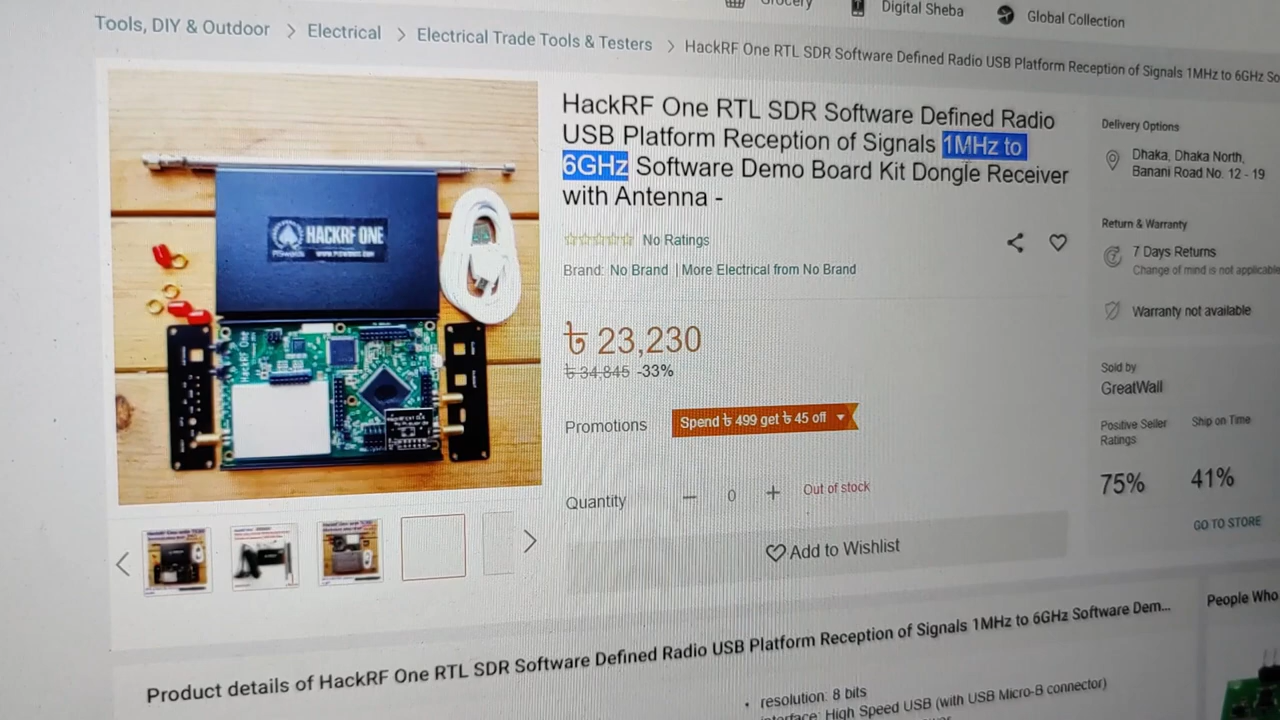 Grocery
Digital Sheba
Global Collection
Tools, DIY & Outdoor > Electrical > Electrical Trade Tools & Testers > HackRF One RTL SDR Software Defined Radio USB Platform Reception of Signals 1MHz to 6GHz So
HackRF One RTL SDR Software Defined Radio
USB Platform Reception of Signals 1MHz to
6GHz Software Demo Board Kit Dongle Receiver
with Antenna -
No Ratings
Brand: No Brand | More Electrical from No Brand
৳ 23,230
৳ 34,845 -33%
Promotions
Spend ৳ 499 get ৳ 45 off
Quantity
− 0 + Out of stock
Add to Wishlist
HACKRF ONE
HackRF One
Delivery Options
Dhaka, Dhaka North,
Banani Road No. 12 - 19
Return & Warranty
7 Days Returns
Change of mind is not applicable
Warranty not available
Sold by
GreatWall
Positive Seller
Ratings
Ship on Time
75%
41%
GO TO STORE
People Who
Product details of HackRF One RTL SDR Software Defined Radio USB Platform Reception of Signals 1MHz to 6GHz Software Dem...
• resolution: 8 bits
interface: High Speed USB (with USB Micro-B connector)